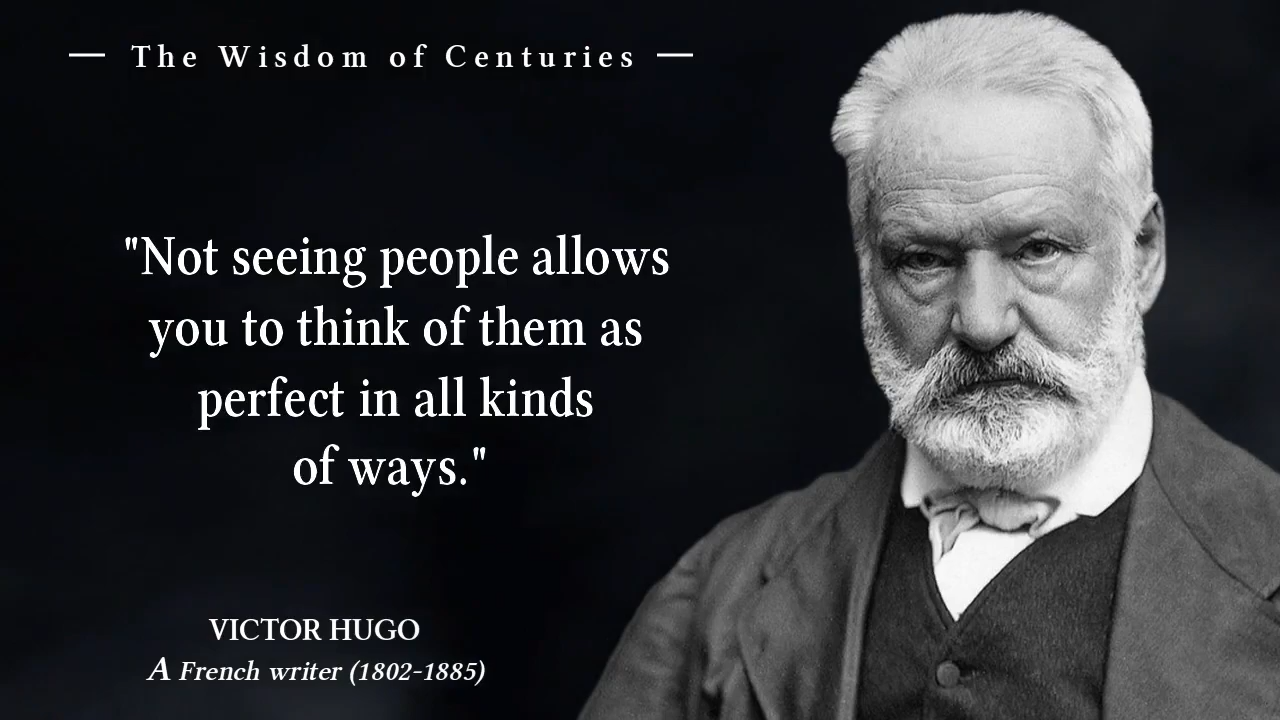 — The Wisdom of Centuries —
"Not seeing people allows
you to think of them as
perfect in all kinds
of ways."
VICTOR HUGO
A French writer (1802-1885)